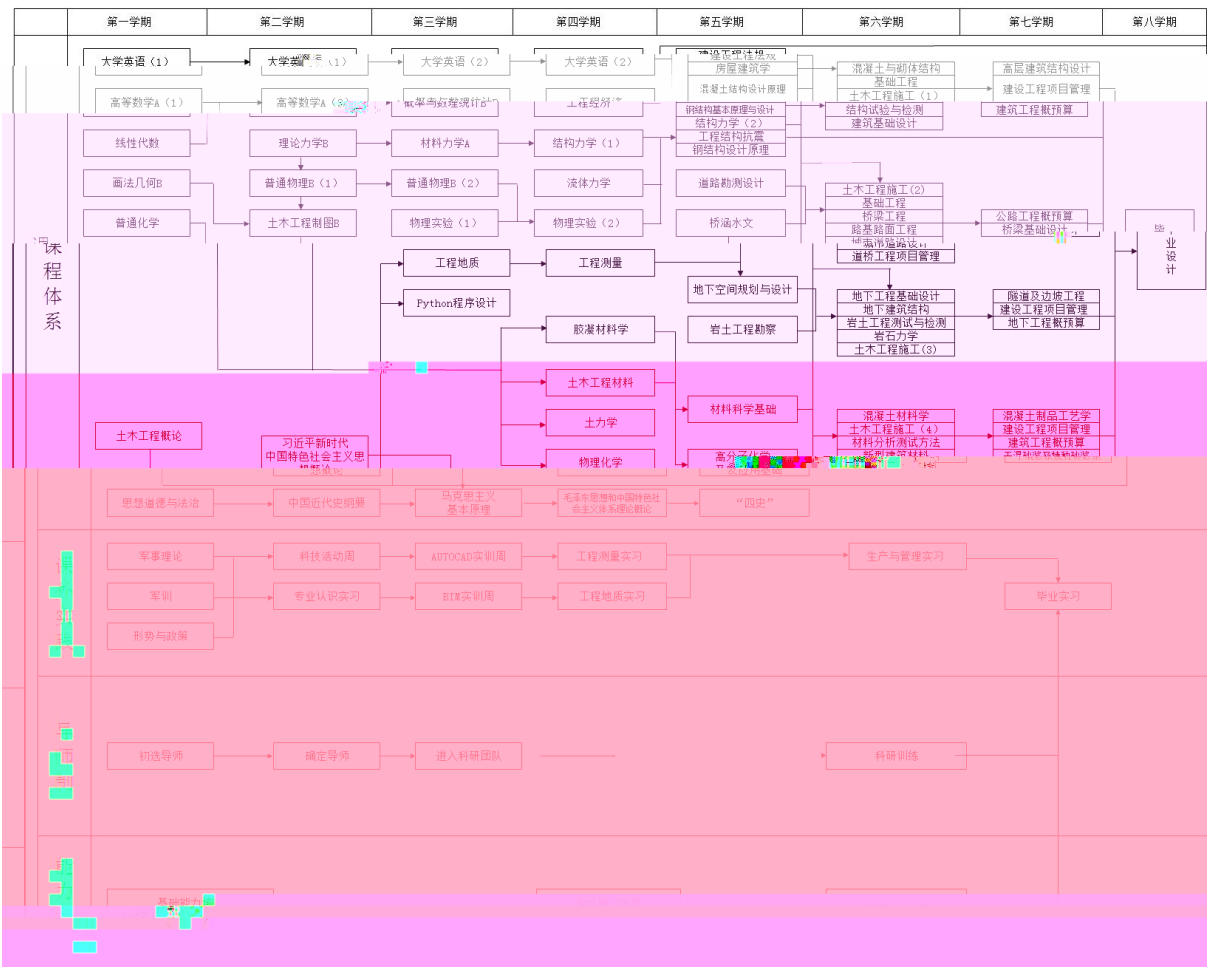 第一学期
第二学期
第三学期
第四学期
第五学期
第六学期
第七学期
第八学期
大学英语（1）
大学英语（2）
大学英语（2）
房屋建筑学
混凝土与砌体结构
高层建筑结构设计
基础工程
高等数学A（1）
混凝土结构设计原理
土木工程施工（1）
建设工程项目管理
钢结构基本原理与设计
结构试验与检测
建筑工程概预算
结构力学（2）
建筑基础设计
线性代数
理论力学B
材料力学A
结构力学（1）
工程结构抗震
钢结构设计原理
画法几何B
普通物理B（1）
普通物理B（2）
流体力学
道路勘测设计
土木工程施工(2)
基础工程
普通化学
土木工程制图B
物理实验（1）
物理实验（2）
桥涵水文
桥梁工程
公路工程概预算
路基路面工程
桥梁基础设计
道桥工程项目管理
课程体系
工程地质
工程测量
业设计
Python程序设计
地下空间规划与设计
地下工程基础设计
隧道及边坡工程
地下建筑结构
建设工程项目管理
胶凝材料学
岩土工程勘察
岩土工程测试与检测
地下工程概预算
岩石力学
土木工程施工(3)
土木工程材料
材料科学基础
土木工程概论
土力学
混凝土材料学
混凝土制品工艺学
土木工程施工（4）
建设工程项目管理
习近平新时代
中国特色社会主义思
材料分析测试方法
建筑工程概预算
物理化学
思想道德与法治
中国近代史纲要
马克思主义
基本原理
毛泽东思想和中国特色社
会主义体系理论概论
“四史”
军事理论
科技活动周
AUTOCAD实训周
工程测量实习
生产与管理实习
军训
专业认识实习
BIM实训周
工程地质实习
毕业实习
形势与政策
初选导师
确定导师
进入科研团队
科研训练